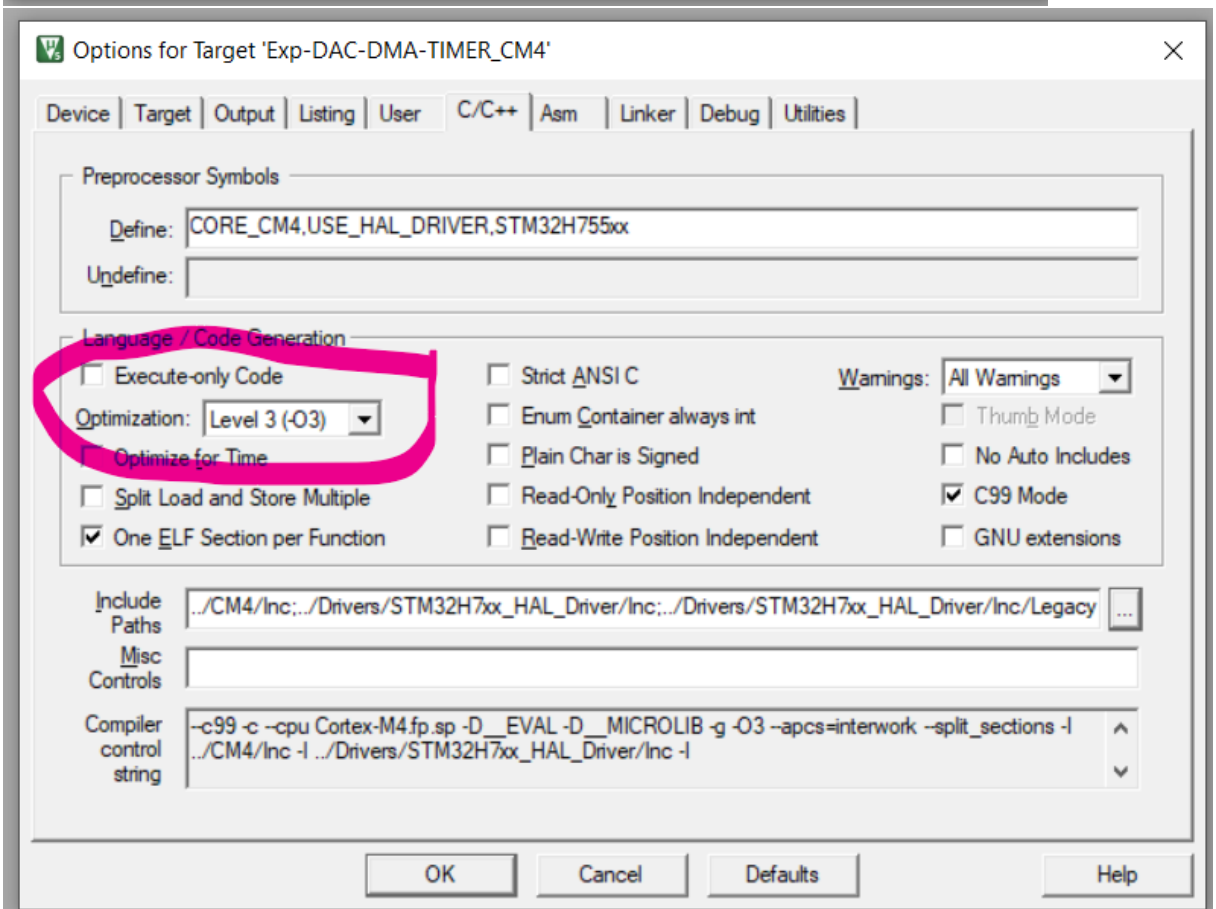 Options for Target 'Exp-DAC-DMA-TIMER_CM4'
Device Target Output Listing User C/C++ Asm Linker Debug Utilities
Preprocessor Symbols
Define: CORE_CM4,USE_HAL_DRIVER,STM32H755xx
Undefine:
Language / Code Generation
Execute-only Code Strict ANSI C Warnings: All Warnings
Optimization: Level 3 (-O3) Enum Container always int Thumb Mode
Optimize for Time Plain Char is Signed No Auto Includes
Split Load and Store Multiple Read-Only Position Independent C99 Mode
One ELF Section per Function Read-Write Position Independent GNU extensions
Include Paths ../CM4/Inc;../Drivers/STM32H7xx_HAL_Driver/Inc;../Drivers/STM32H7xx_HAL_Driver/Inc/Legacy ...
Misc Controls
Compiler control string --c99 -c --cpu Cortex-M4.fp.sp -D__EVAL -D__MICROLIB -g -O3 --apcs=interwork --split_sections -I
../CM4/Inc -I ../Drivers/STM32H7xx_HAL_Driver/Inc -I
OK Cancel Defaults Help